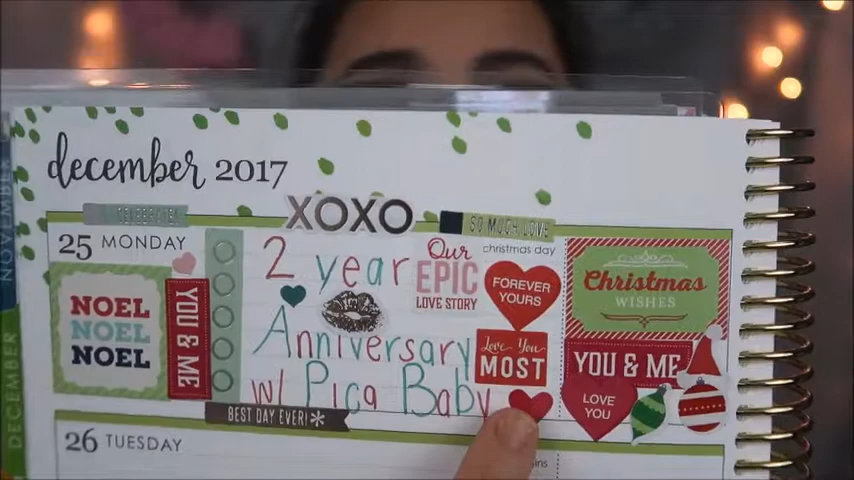 december 2017
XOXO
CELEBRATE!
SO MUCH LOVE
25 MONDAY
christmas day
NOEL
NOEL
NOEL
YOU & ME
2 year
Anniversary
w/ Pica Baby
Our
EPIC
LOVE STORY
FOREVER
YOURS
Love YOU
MOST
Christmas
WISHES
YOU & ME
LOVE
YOU
BEST DAY EVER!*
26 TUESDAY
NOVEMBER
DECEMBER
DECEMBER